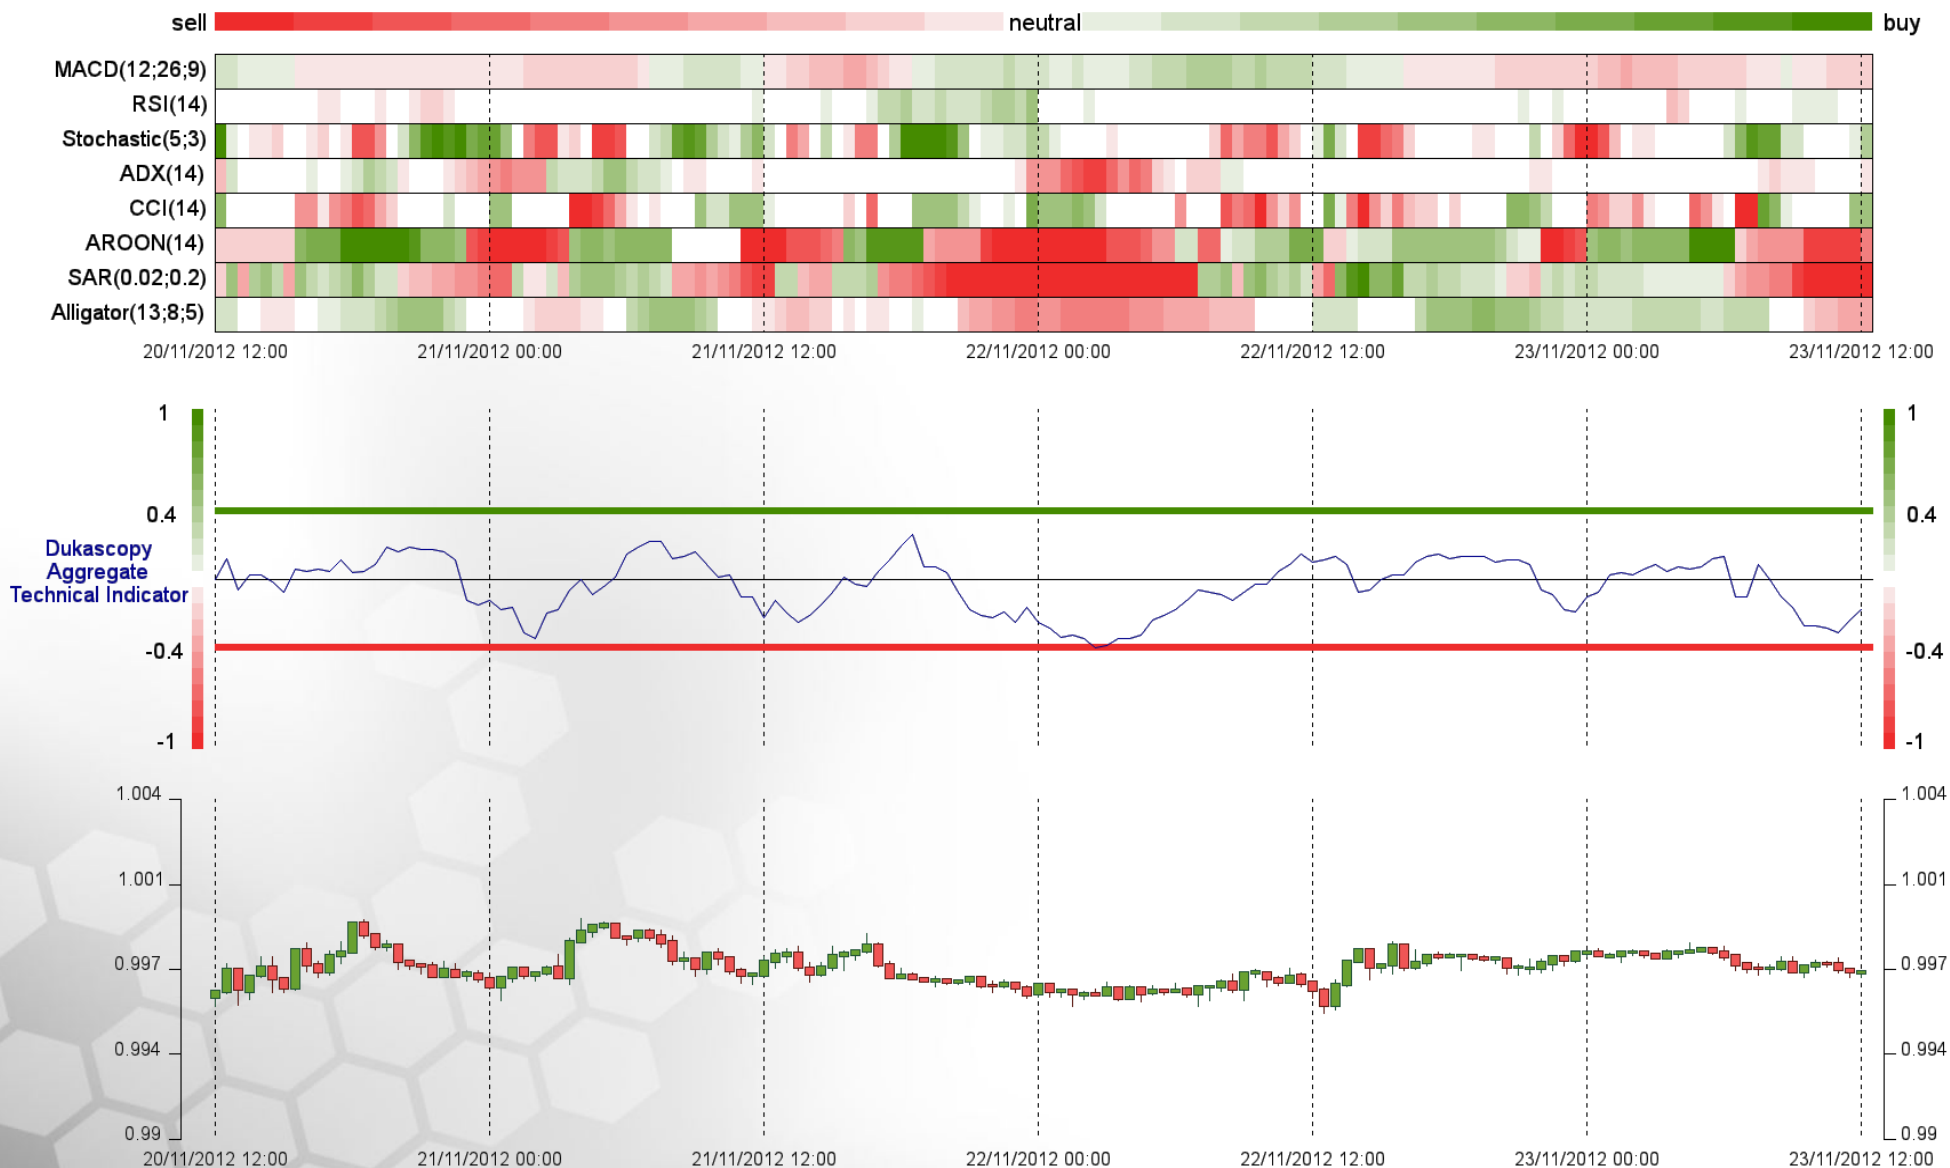 sell neutral buy
MACD(12;26;9)
RSI(14)
Stochastic(5;3)
ADX(14)
CCI(14)
AROON(14)
SAR(0.02;0.2)
Alligator(13;8;5)
20/11/2012 12:00 21/11/2012 00:00 21/11/2012 12:00 22/11/2012 00:00 22/11/2012 12:00 23/11/2012 00:00 23/11/2012 12:00
1 1
0.4 0.4
Dukascopy
Aggregate
Technical Indicator
-0.4 -0.4
-1 -1
1.004 1.004
1.001 1.001
0.997 0.997
0.994 0.994
0.99 0.99
20/11/2012 12:00 21/11/2012 00:00 21/11/2012 12:00 22/11/2012 00:00 22/11/2012 12:00 23/11/2012 00:00 23/11/2012 12:00